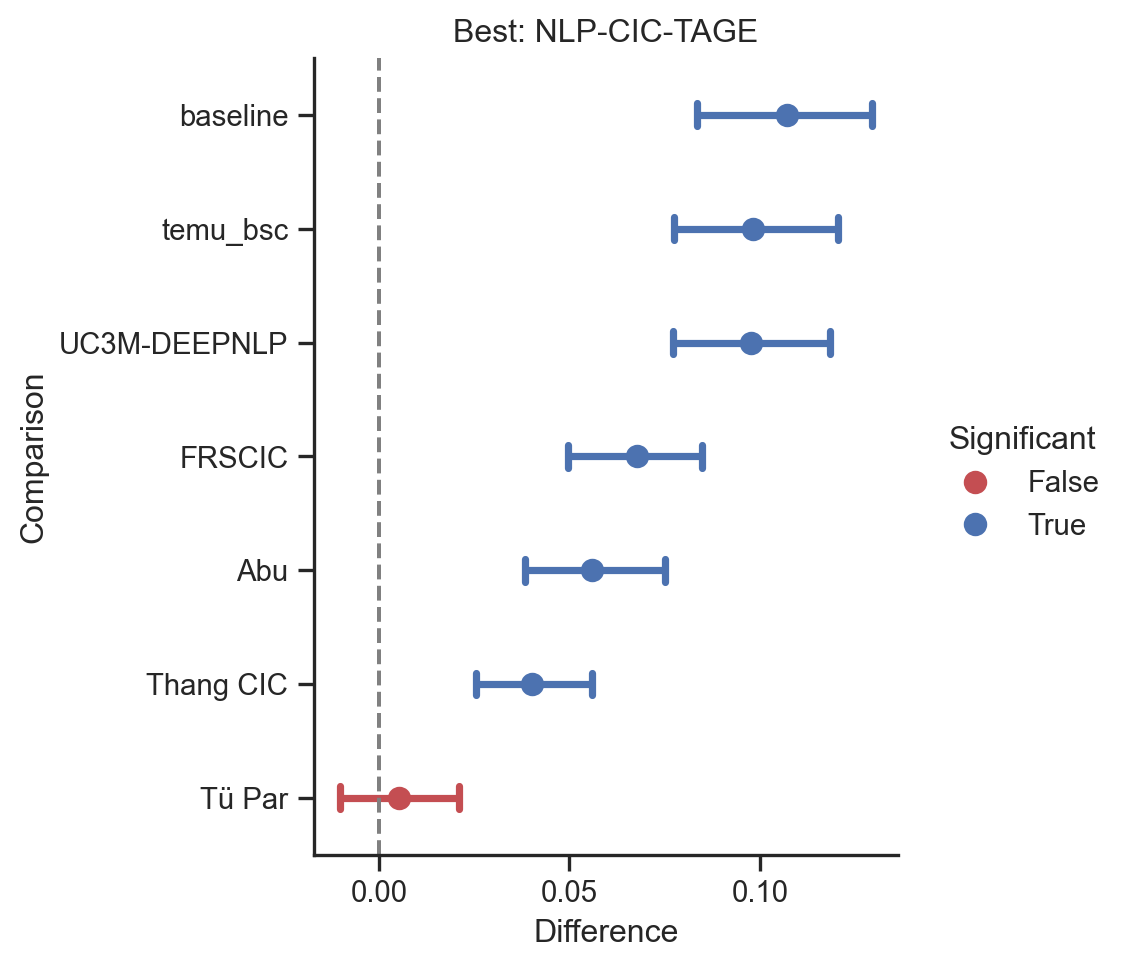 Best: NLP-CIC-TAGE
baseline
temu_bsc
UC3M-DEEPNLP
FRSCIC
Abu
Thang CIC
Tü Par
Comparison
0.00
0.05
0.10
Difference
Significant
False
True